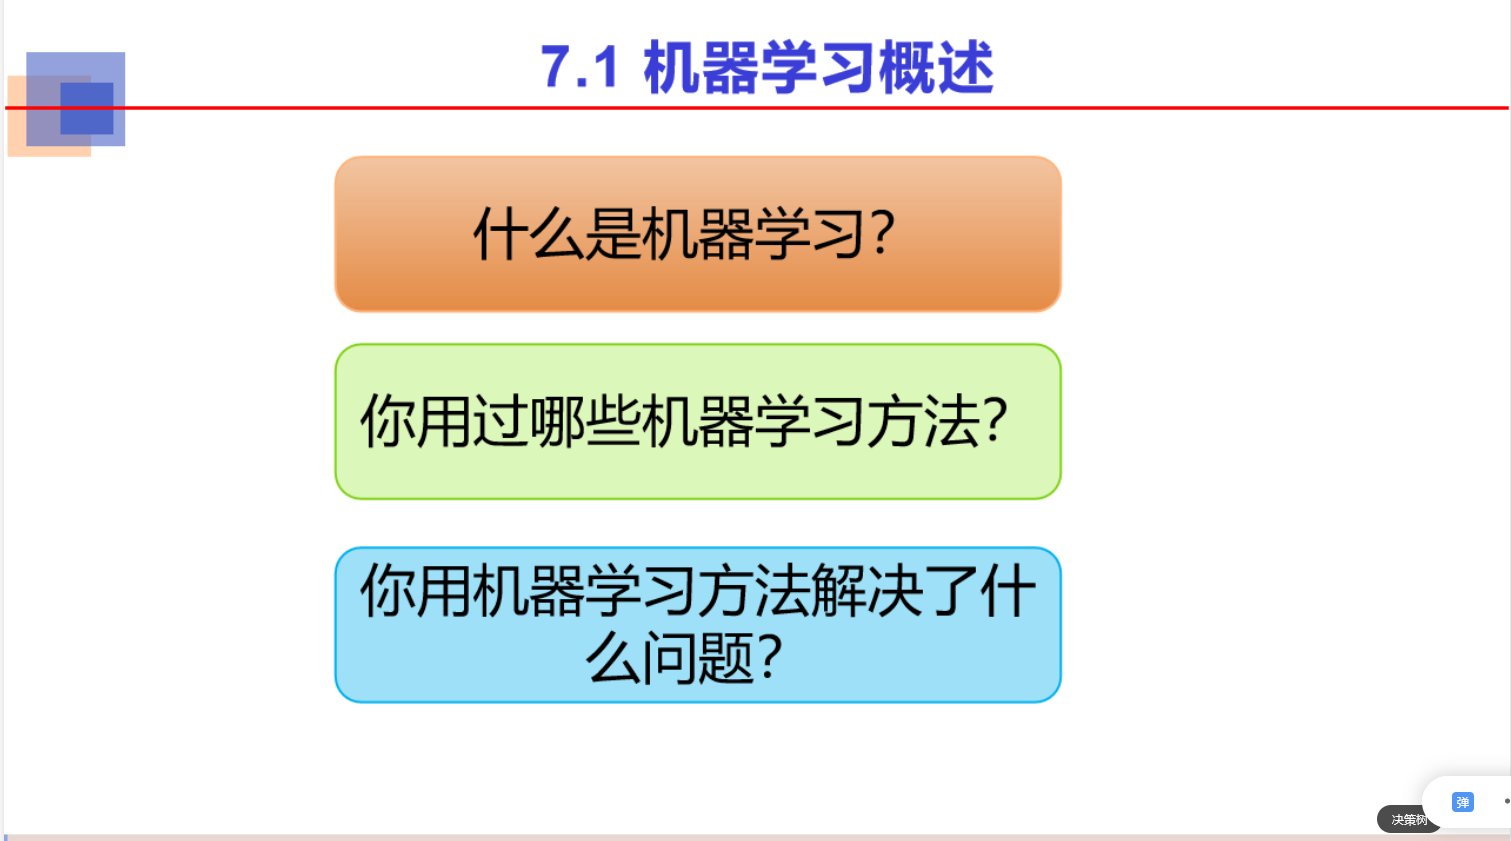 7.1 机器学习概述
什么是机器学习？
你用过哪些机器学习方法？
你用机器学习方法解决了什
么问题？
弹
决策树